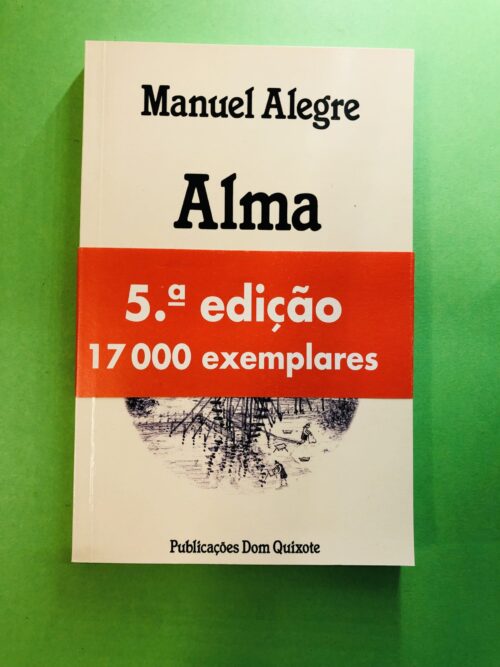 Manuel Alegre
Alma
5.ª edição
17 000 exemplares
Publicações Dom Quixote